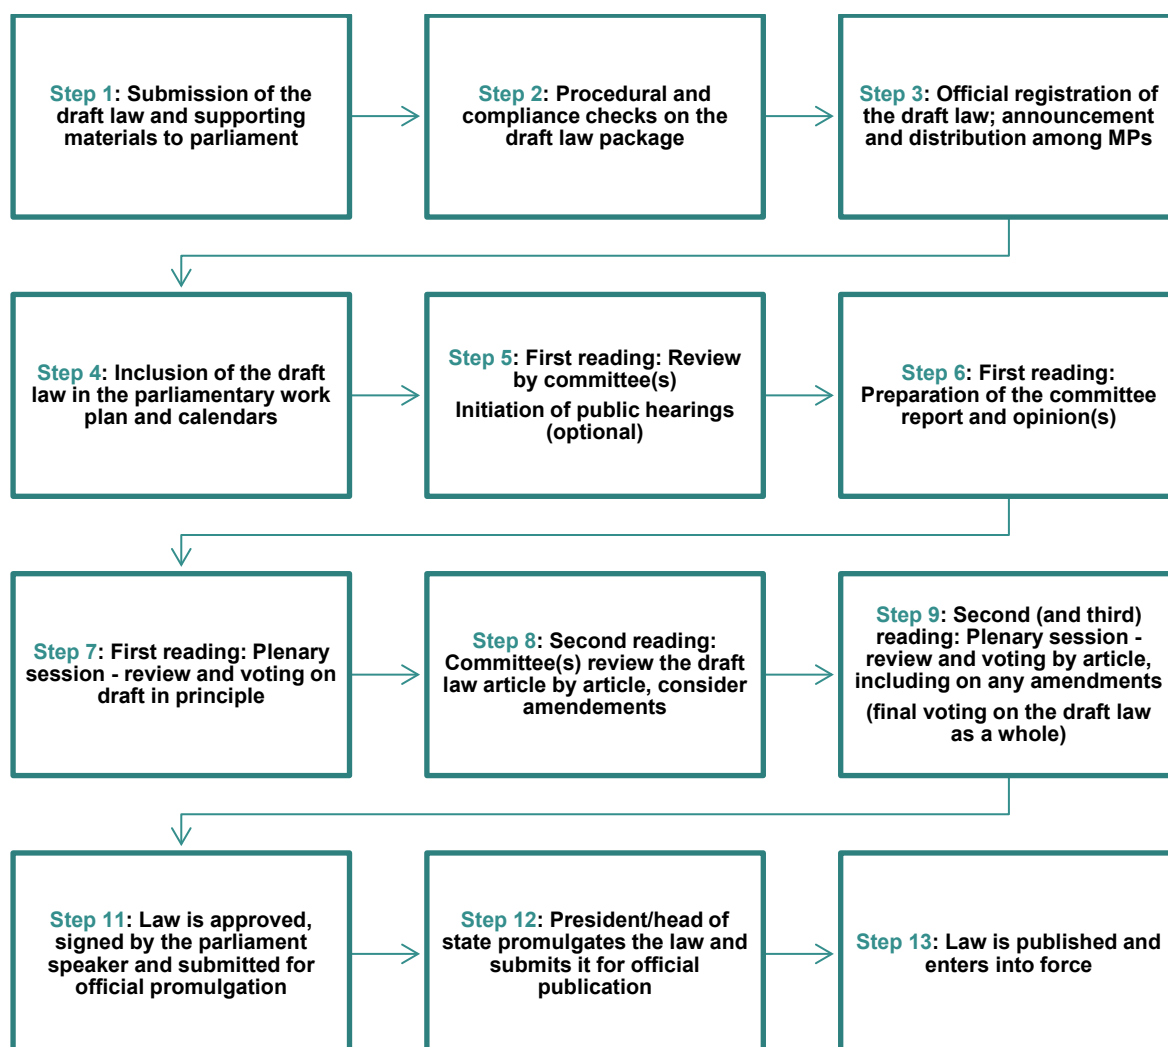 Step 1: Submission of the
draft law and supporting
materials to parliament
Step 2: Procedural and
compliance checks on the
draft law package
Step 3: Official registration of
the draft law; announcement
and distribution among MPs
Step 4: Inclusion of the draft
law in the parliamentary work
plan and calendars
Step 5: First reading: Review
by committee(s)
Initiation of public hearings
(optional)
Step 6: First reading:
Preparation of the committee
report and opinion(s)
Step 7: First reading: Plenary
session - review and voting on
draft in principle
Step 8: Second reading:
Committee(s) review the draft
law article by article, consider
amendements
Step 9: Second (and third)
reading: Plenary session -
review and voting by article,
including on any amendments
(final voting on the draft law
as a whole)
Step 11: Law is approved,
signed by the parliament
speaker and submitted for
official promulgation
Step 12: President/head of
state promulgates the law and
submits it for official
publication
Step 13: Law is published and
enters into force